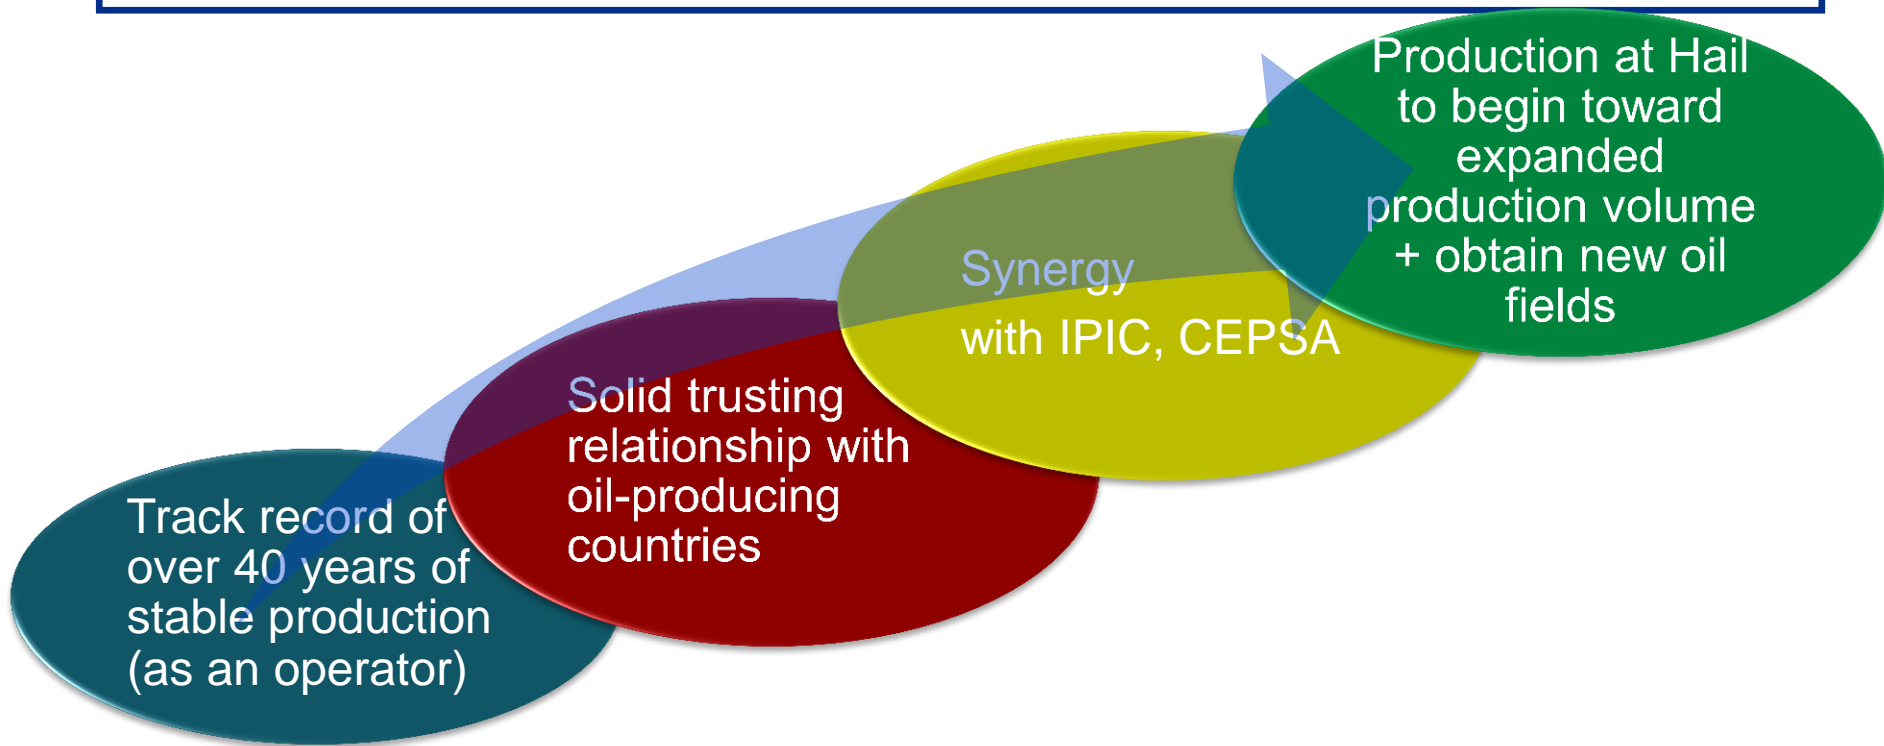 Production at Hail
to begin toward
expanded
production volume
+ obtain new oil
fields
Synergy
with IPIC, CEPSA
Solid trusting
relationship with
oil-producing
countries
Track record of
over 40 years of
stable production
(as an operator)